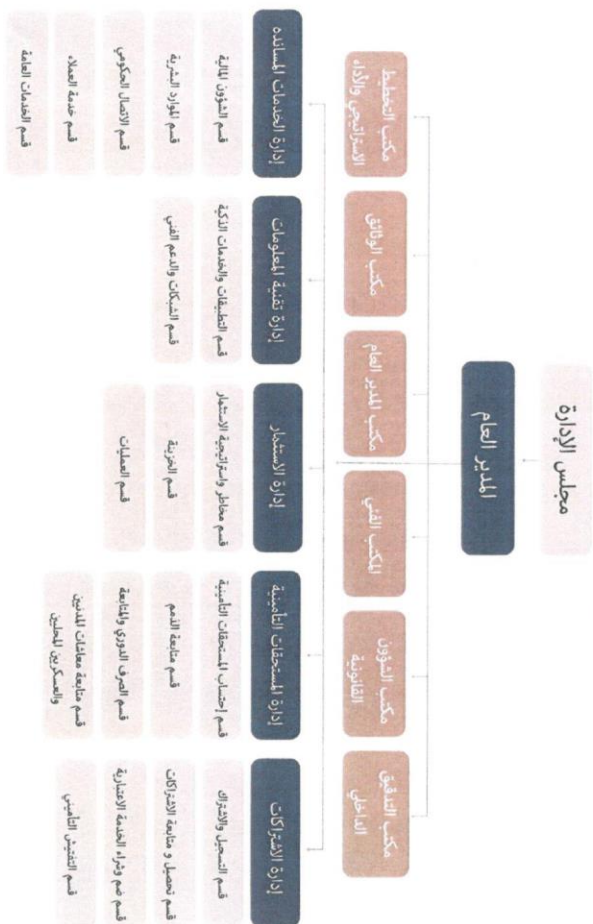 مجلس الإدارة
المدير العام
مكتب التدقيق
الداخلي
مكتب الشؤون
القانونية
المكتب الفني
مكتب المدير العام
مكتب الوثائق
مكتب التخطيط
الاستراتيجي والأداء
إدارة الاشتراكات
قسم التسجيل والاشتراك
قسم تحصيل و متابعة الاشتراكات
قسم ضم وشراء الخدمة الاعتبارية
قسم التفتيش التأميني
إدارة المستحقات التأمينية
قسم إحتساب المستحقات التأمينية
قسم متابعة الذمم
قسم الصرف الدوري والمتابعة
قسم متابعة معاشات المدنيين
والعسكريين المحليين
إدارة الاستثمار
قسم مخاطر واستراتيجية الاستثمار
قسم الخزينة
قسم العمليات
إدارة تقنية المعلومات
قسم التطبيقات والخدمات الذكية
قسم الشبكات والدعم الفني
إدارة الخدمات المسانده
قسم الشؤون المالية
قسم الموارد البشرية
قسم الاتصال الحكومي
قسم خدمة العملاء
قسم الخدمات العامة